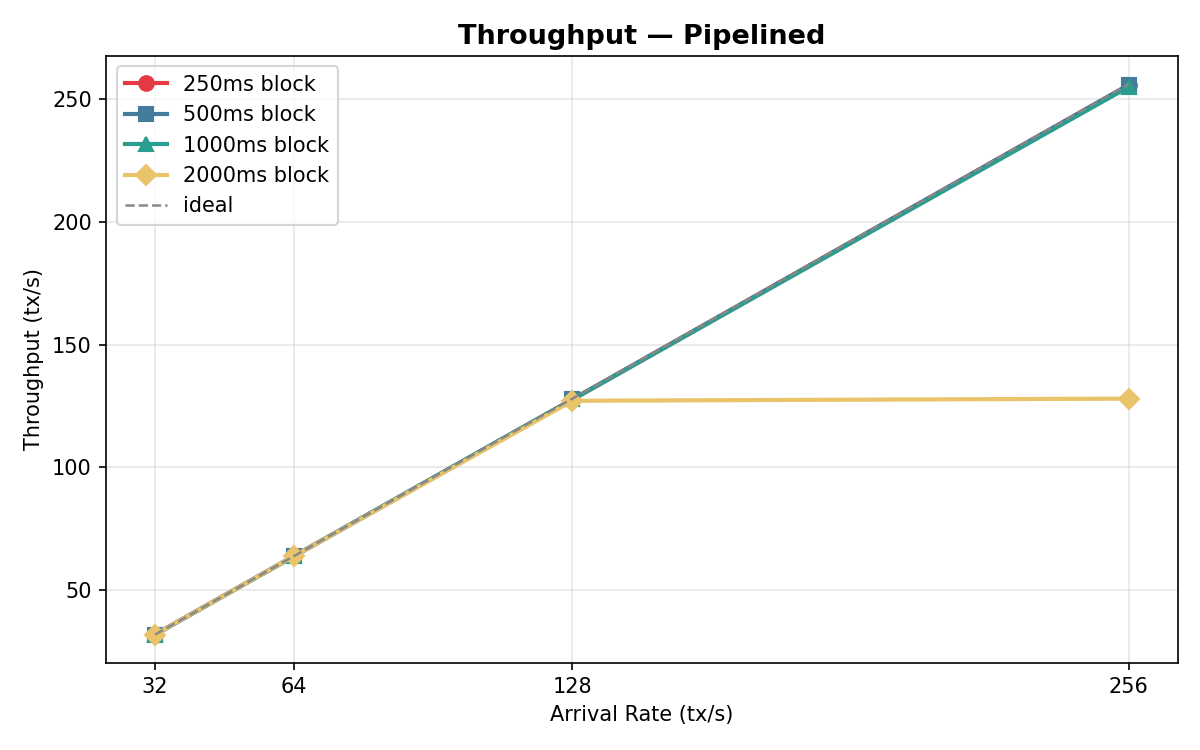 Throughput — Pipelined
250ms block
500ms block
1000ms block
2000ms block
ideal
Throughput (tx/s)
250
200
150
100
50
32 64 128 256
Arrival Rate (tx/s)